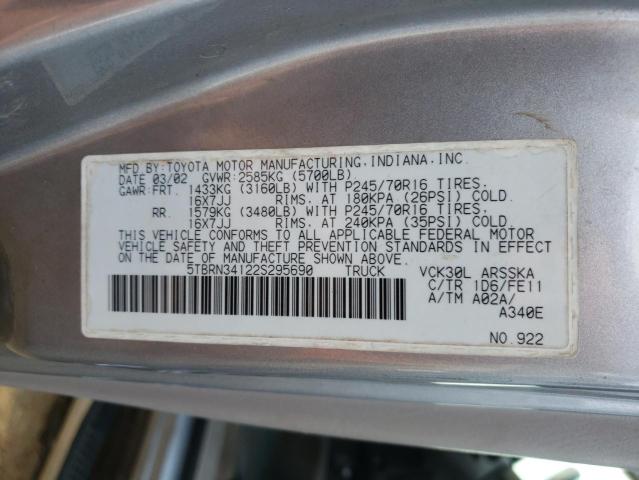 MFD.BY:TOYOTA MOTOR MANUFACTURING,INDIANA,INC.
DATE 03/02 GVWR:2585KG (5700LB)
GAWR:FRT 1433KG (3160LB) WITH P245/70R16 TIRES,
16X7JJ RIMS, AT 180KPA (26PSI) COLD.
RR 1579KG (3480LB) WITH P245/70R16 TIRES,
16X7JJ RIMS, AT 240KPA (35PSI) COLD.
THIS VEHICLE CONFORMS TO ALL APPLICABLE FEDERAL MOTOR
VEHICLE SAFETY AND THEFT PREVENTION STANDARDS IN EFFECT
ON THE DATE OF MANUFACTURE SHOWN ABOVE.
5TBRN34122S295690 TRUCK
VCK30L ARSSKA
C/TR 1D6/FE11
A/TM A02A/
A340E
NO.922